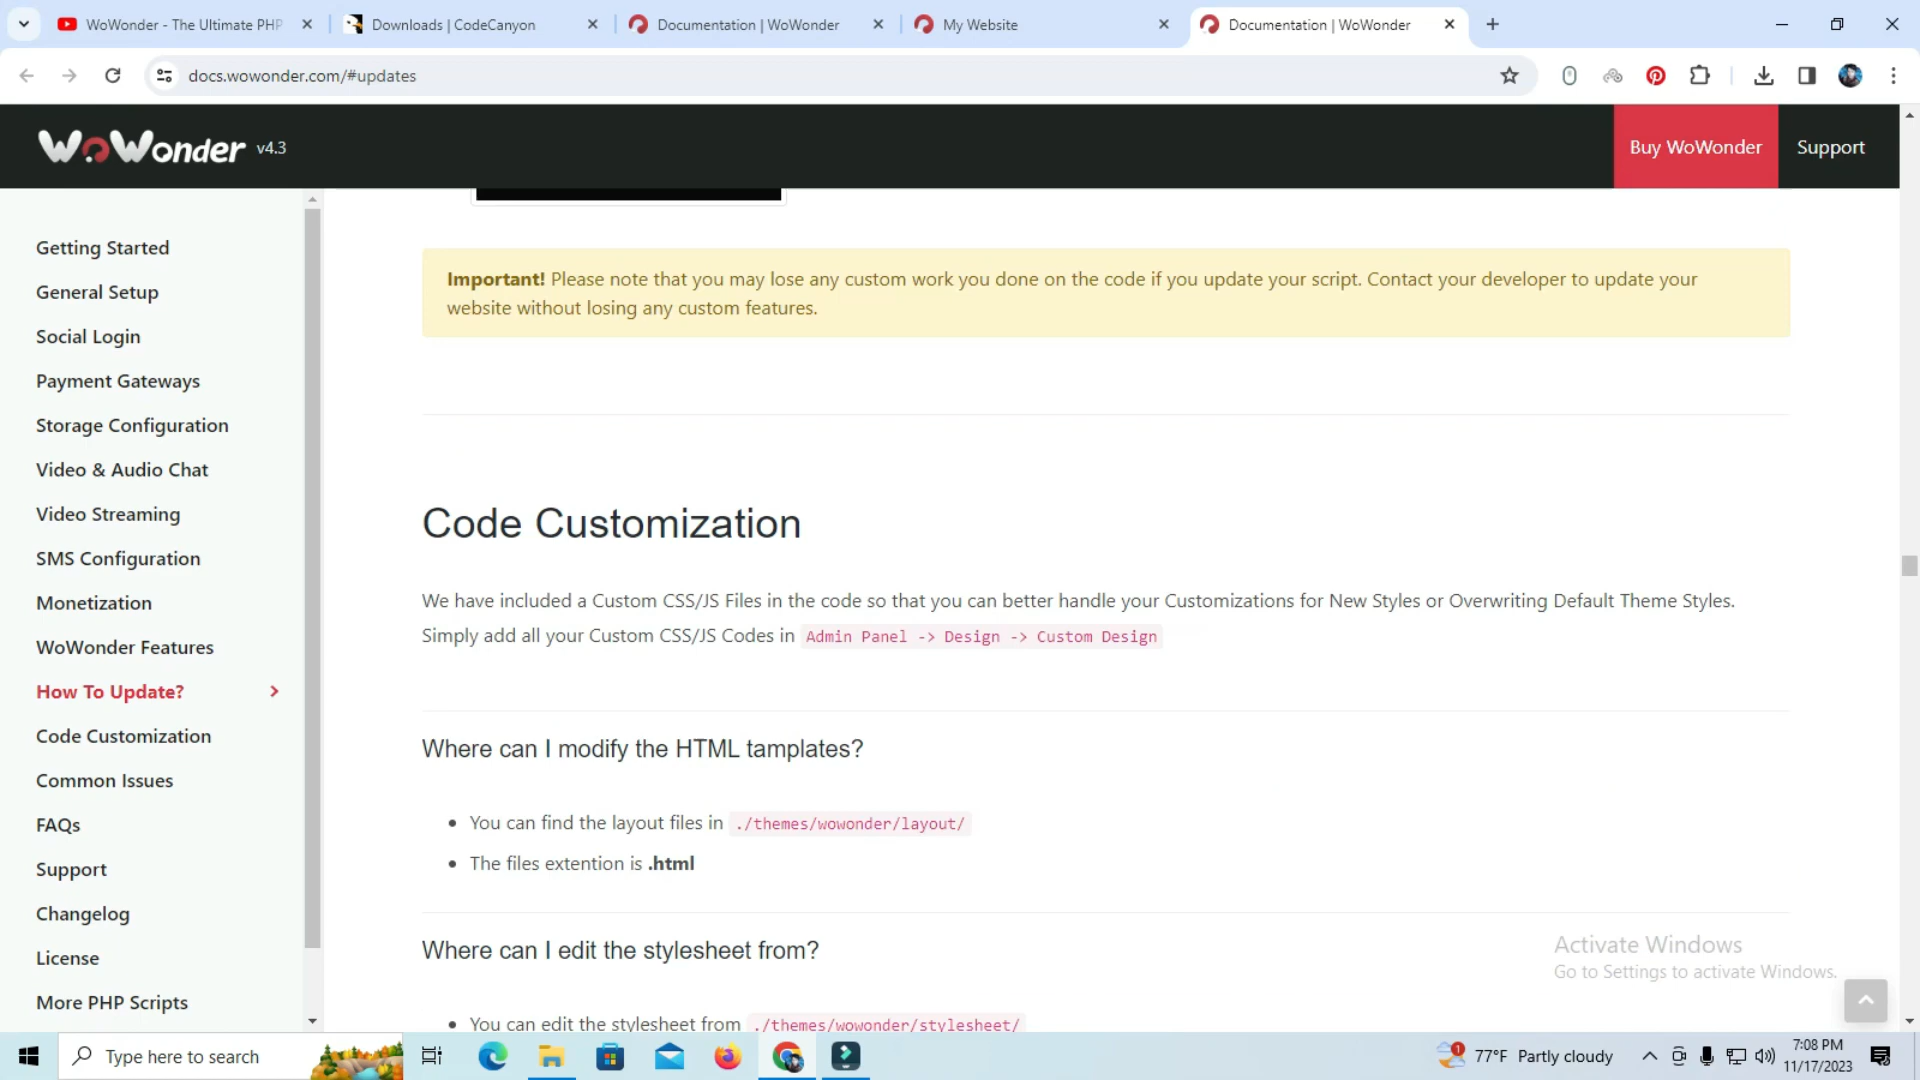 WoWonder - The Ultimate PHP
Downloads | CodeCanyon
Documentation | WoWonder
My Website
Documentation | WoWonder
docs.wowonder.com/#updates
WoWonder v4.3
Buy WoWonder
Support
Getting Started
General Setup
Social Login
Payment Gateways
Storage Configuration
Video & Audio Chat
Video Streaming
SMS Configuration
Monetization
WoWonder Features
How To Update?
Code Customization
Common Issues
FAQs
Support
Changelog
License
More PHP Scripts
Important! Please note that you may lose any custom work you done on the code if you update your script. Contact your developer to update your
website without losing any custom features.
Code Customization
We have included a Custom CSS/JS Files in the code so that you can better handle your Customizations for New Styles or Overwriting Default Theme Styles.
Simply add all your Custom CSS/JS Codes in Admin Panel -> Design -> Custom Design
Where can I modify the HTML tamplates?
You can find the layout files in ./themes/wowonder/layout/
The files extention is .html
Where can I edit the stylesheet from?
You can edit the stylesheet from ./themes/wowonder/stylesheet/
Activate Windows
Go to Settings to activate Windows.
Type here to search
1
77°F Partly cloudy
7:08 PM
11/17/2023